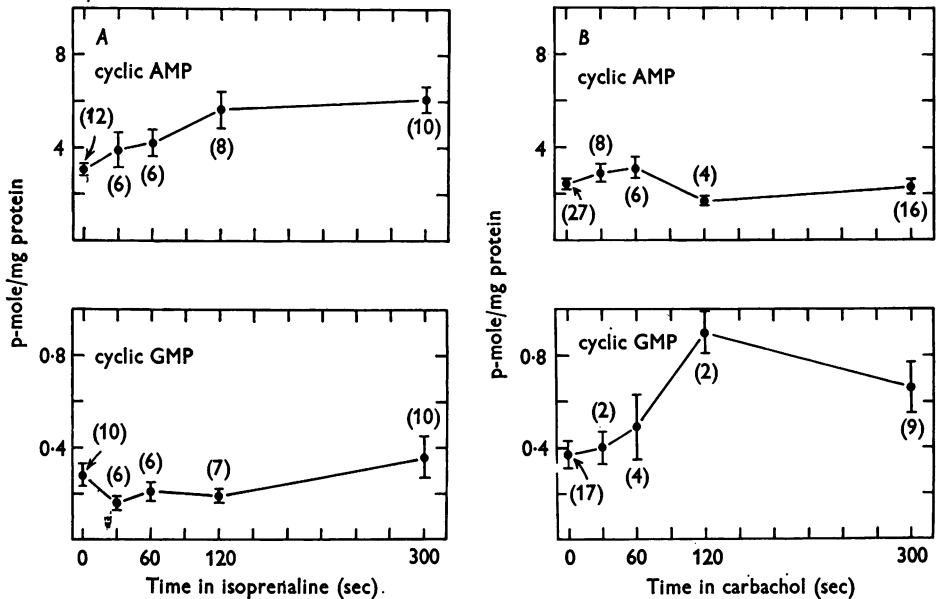 A
cyclic AMP
8
4
(12)
(6)
(6)
(8)
(10)
p-mole/mg protein
cyclic GMP
0·8
0·4
(10)
(6)
(6)
(7)
(10)
0 60 120 300
Time in isoprenaline (sec).
B
cyclic AMP
8
4
(27)
(8)
(6)
(4)
(16)
p-mole/mg protein
cyclic GMP
0·8
0·4
(17)
(2)
(4)
(2)
(9)
0 60 120 300
Time in carbachol (sec)